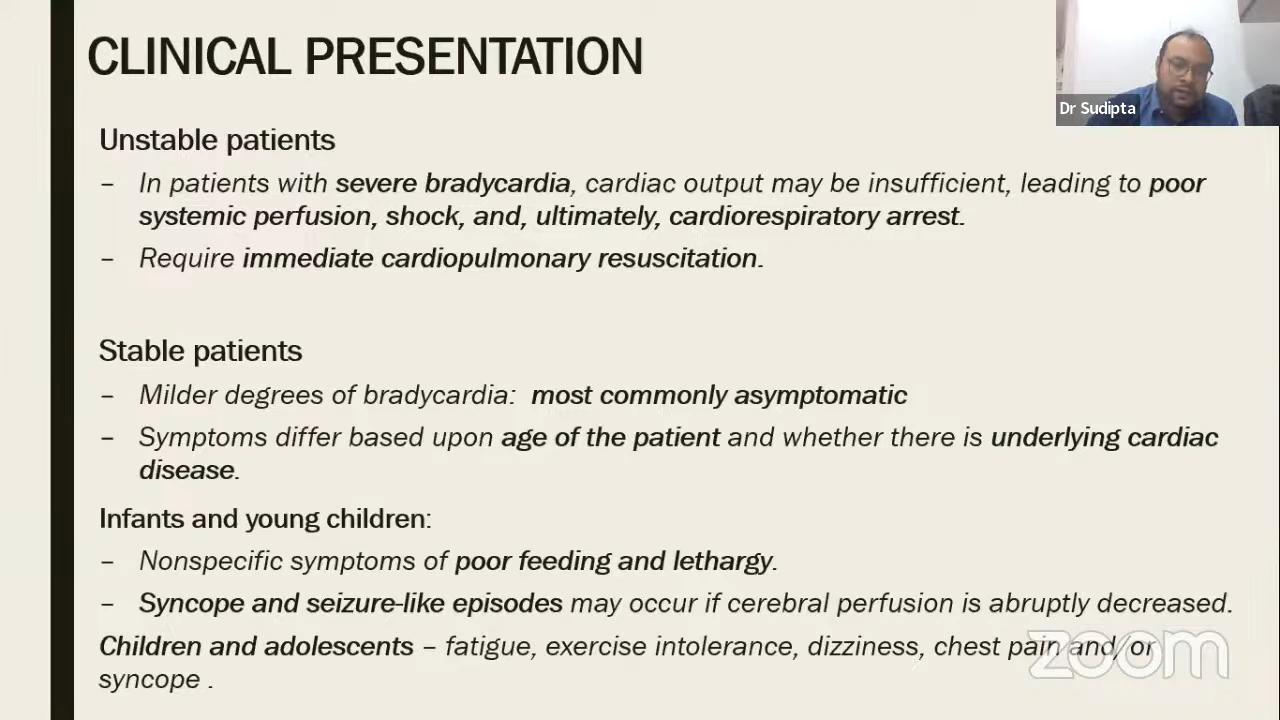 CLINICAL PRESENTATION
Dr Sudipta
Unstable patients
– In patients with severe bradycardia, cardiac output may be insufficient, leading to poor
systemic perfusion, shock, and, ultimately, cardiorespiratory arrest.
– Require immediate cardiopulmonary resuscitation.
Stable patients
– Milder degrees of bradycardia: most commonly asymptomatic
– Symptoms differ based upon age of the patient and whether there is underlying cardiac
disease.
Infants and young children:
– Nonspecific symptoms of poor feeding and lethargy.
– Syncope and seizure-like episodes may occur if cerebral perfusion is abruptly decreased.
Children and adolescents – fatigue, exercise intolerance, dizziness, chest pain and/or
syncope .
zoom